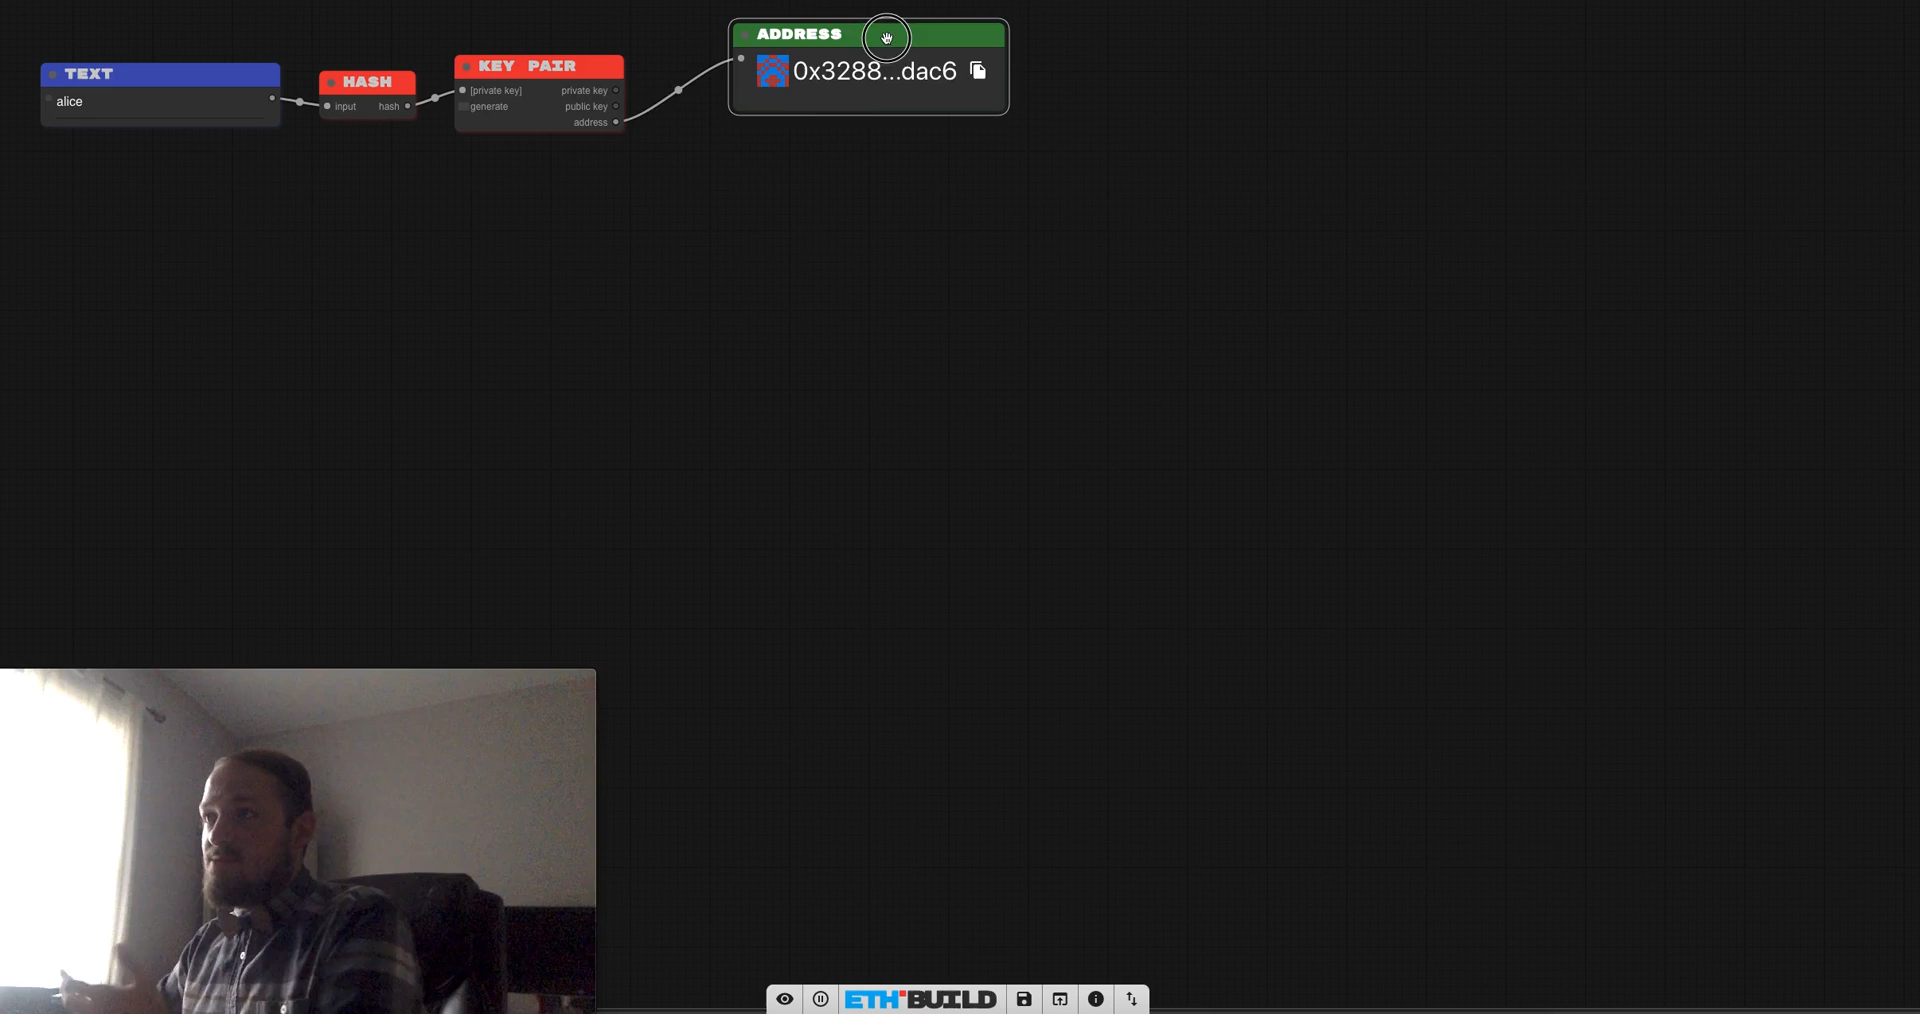 TEXT
alice
HASH
input hash
KEY PAIR
[private key] private key
generate public key
address
ADDRESS
0x3288...dac6
ETH BUILD